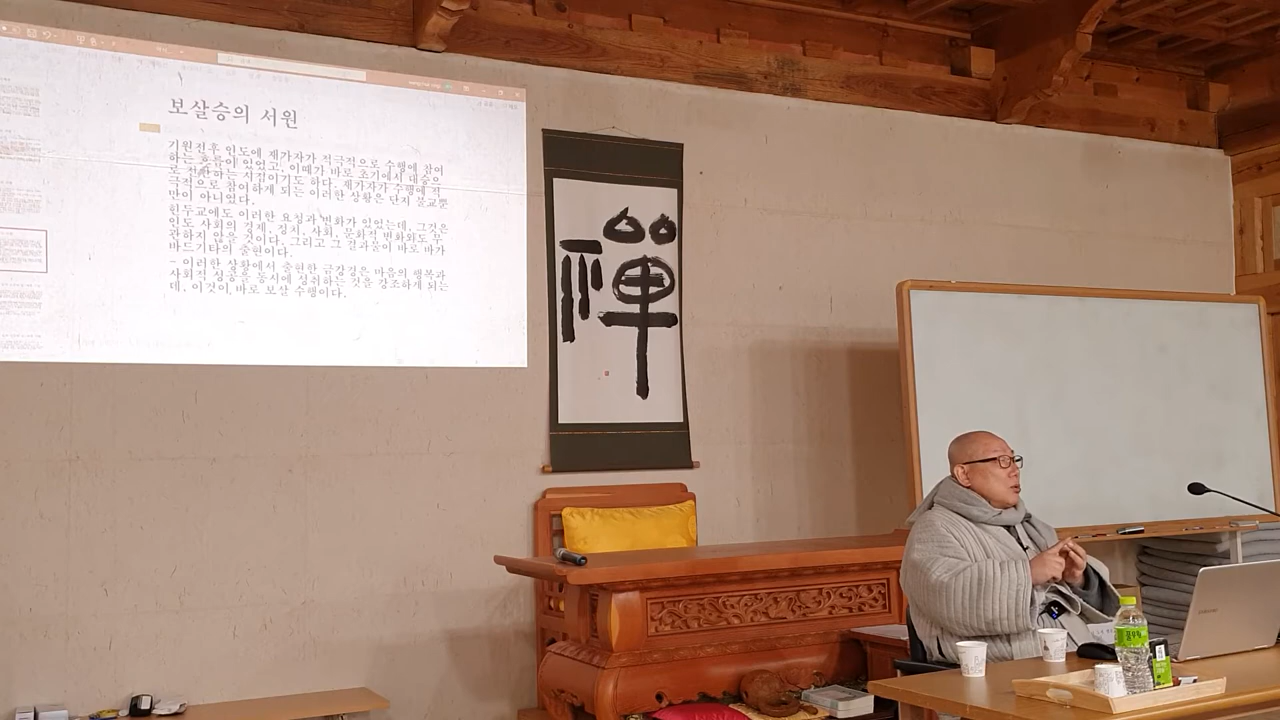 보살승의 서원
기원전후 인도에 재가자가 적극적으로 수행에 참여
하는 흐름이 있었고, 이때가 바로 초기에서 대승으
로 전환하는 시점이기도 하다. 재가자가 수행에 적
극적으로 참여하게 되는 이러한 상황은 단지 불교뿐
만이 아니었다.
힌두교에도 이러한 요청과 변화가 있었는데, 그것은
인도 사회의 경제, 정치, 사회, 문화적 변화와도 무
관하지 않을 것이다. 그리고 그 결과물이 바로 바가
바드기타의 출현이다.
- 이러한 상황에서 출현한 금강경은 마음의 행복과
사회적 성공을 동시에 성취하는 것을 강조하게 되는
데, 이것이 바로 보살 수행이다.
禪
풀무원